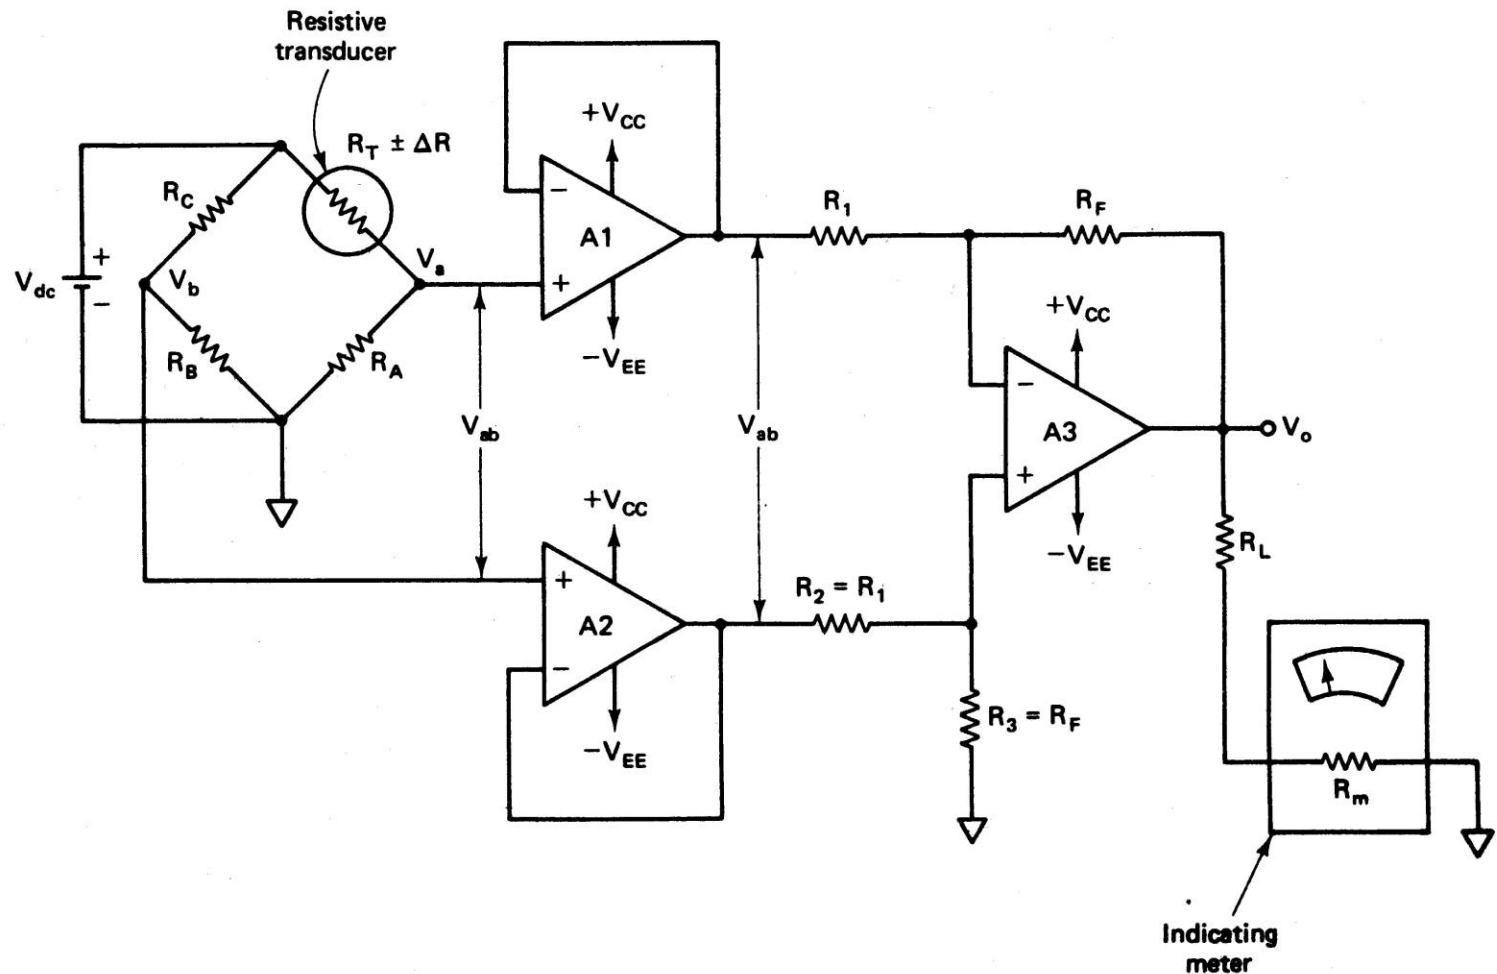 Resistive
transducer
R_T ± ΔR
+V_CC
R_C
A1
R_1
R_F
V_a
+
V_dc
V_b
−
+
−
R_B
R_A
−V_EE
+V_CC
V_ab
V_ab
−
A3
V_o
+
+V_CC
−V_EE
R_L
+
R_2 = R_1
A2
−
R_3 = R_F
−V_EE
R_m
Indicating
meter